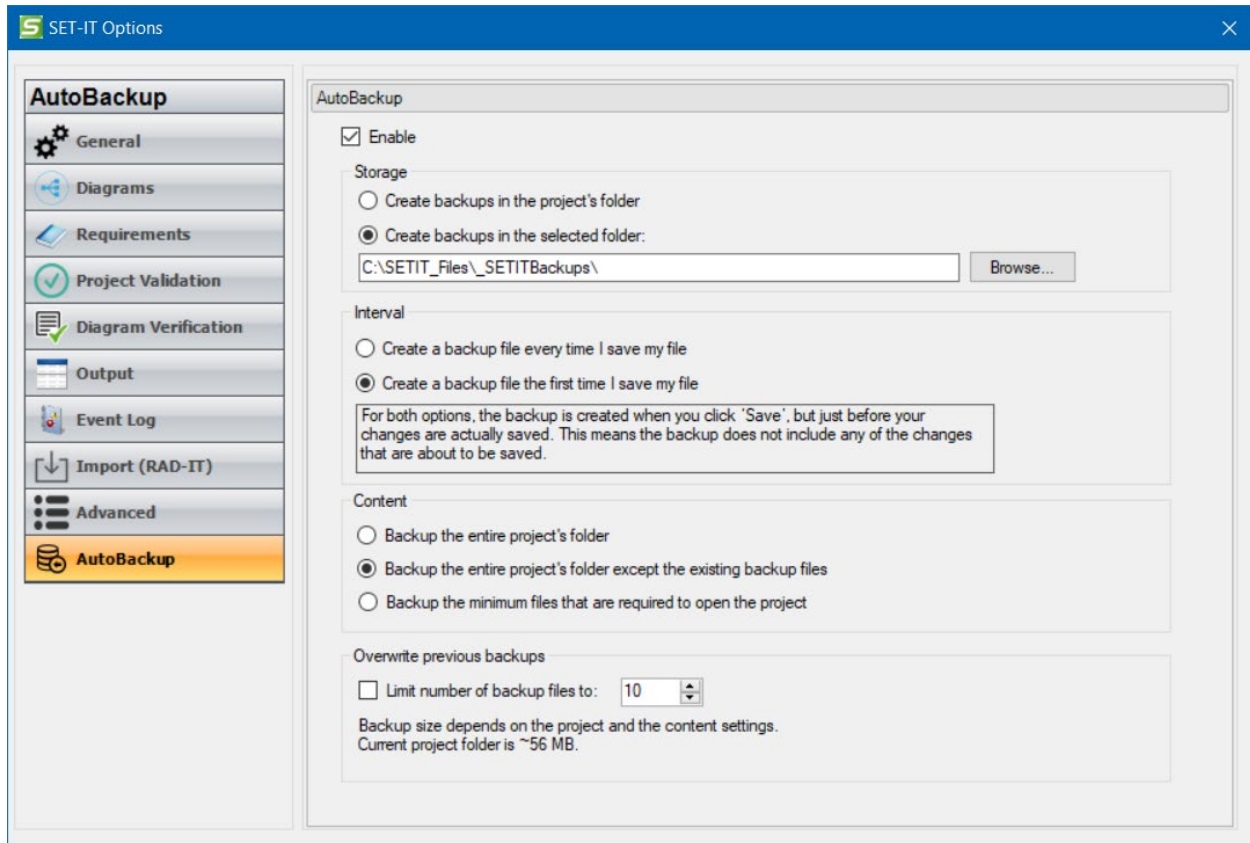 SET-IT Options
AutoBackup
General
Diagrams
Requirements
Project Validation
Diagram Verification
Output
Event Log
Import (RAD-IT)
Advanced
AutoBackup
AutoBackup
Enable
Storage
Create backups in the project's folder
Create backups in the selected folder:
C:\SETIT_Files\_SETITBackups\
Browse...
Interval
Create a backup file every time I save my file
Create a backup file the first time I save my file
For both options, the backup is created when you click 'Save', but just before your
changes are actually saved. This means the backup does not include any of the changes
that are about to be saved.
Content
Backup the entire project's folder
Backup the entire project's folder except the existing backup files
Backup the minimum files that are required to open the project
Overwrite previous backups
Limit number of backup files to: 10
Backup size depends on the project and the content settings.
Current project folder is ~56 MB.